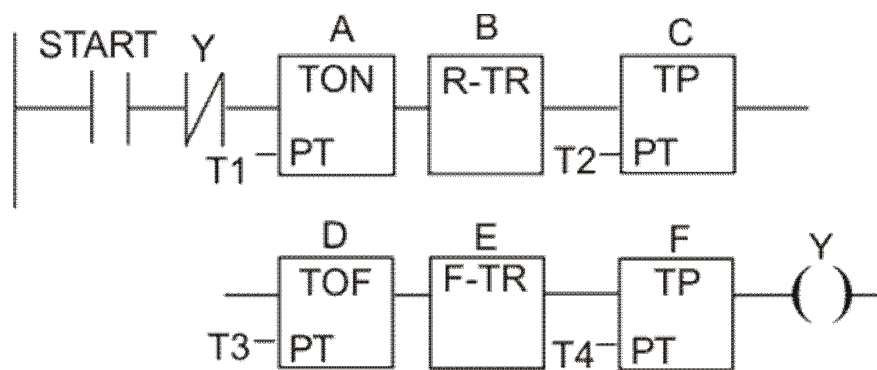 START Y A B C
TON R-TR TP
T1 PT T2 PT
D E F Y
TOF F-TR TP
T3 PT T4 PT